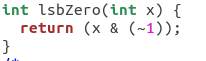 int lsbZero(int x) {
  return (x & (~1));
}
/*